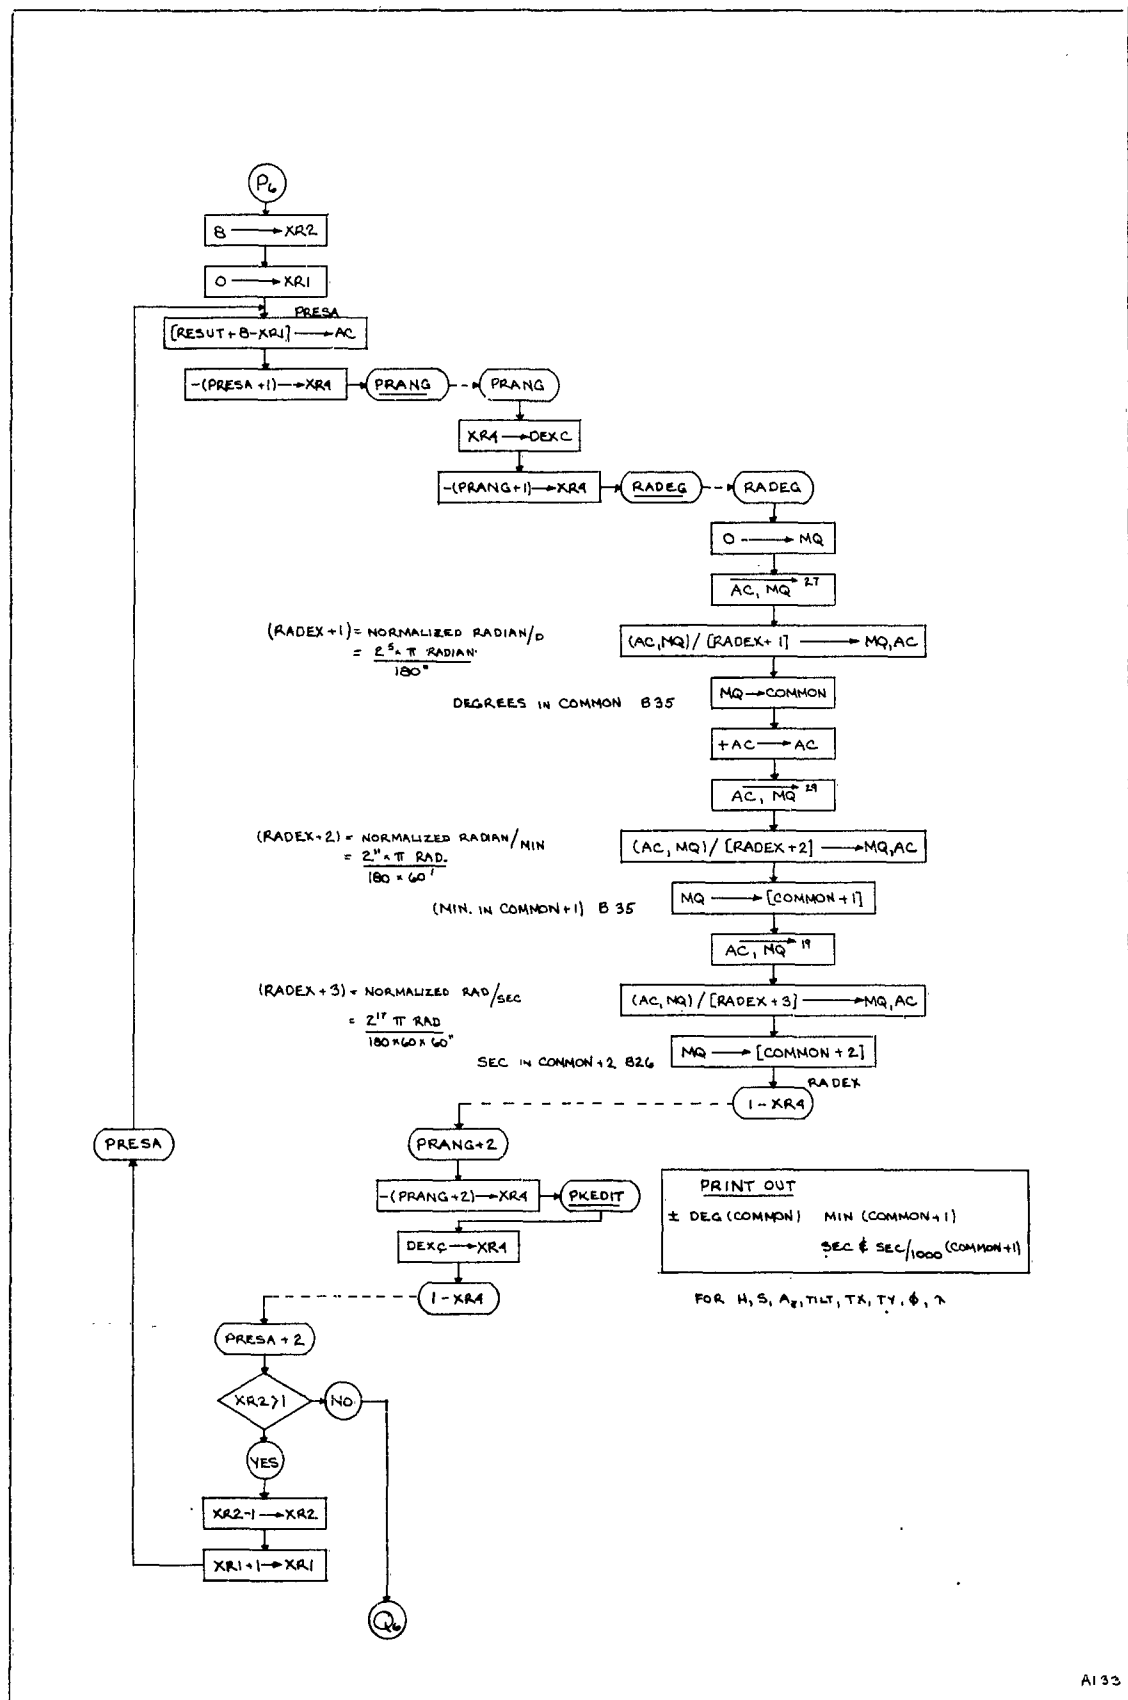 P6
8 → XR2
0 → XR1
PRESA
[RESUT + 8 - XR1] → AC
-(PRESA+1) → XR4
PRANG
PRANG
XR4 → DEXC
-(PRANG+1) → XR4
RADEG
RADEG
0 → MQ
AC, MQ 27
(RADEX+1) = NORMALIZED RADIAN/D
= 2^5 × π RADIAN
180°
(AC,MQ)/[RADEX+1] → MQ,AC
MQ → COMMON
DEGREES IN COMMON B35
+AC → AC
AC, MQ 29
(RADEX+2) = NORMALIZED RADIAN/MIN
= 2^11 × π RAD.
180 × 60'
(AC, MQ)/[RADEX+2] → MQ,AC
MQ → [COMMON+1]
(MIN. IN COMMON+1) B 35
AC, MQ 19
(RADEX+3) = NORMALIZED RAD/SEC
= 2^17 π RAD
180×60×60"
(AC,MQ)/[RADEX+3] → MQ,AC
MQ → [COMMON+2]
SEC IN COMMON+2 B26
RADEX
1 - XR4
PRESA
PRANG+2
-(PRANG+2) → XR4
PKEDIT
DEXC → XR4
1 - XR4
PRINT OUT
± DEG (COMMON) MIN (COMMON+1)
SEC & SEC/1000 (COMMON+1)
FOR H, S, Az, TILT, TX, TY, φ, λ
PRESA + 2
XR2>1
NO
YES
XR2-1 → XR2
XR1+1 → XR1
Q6
A133